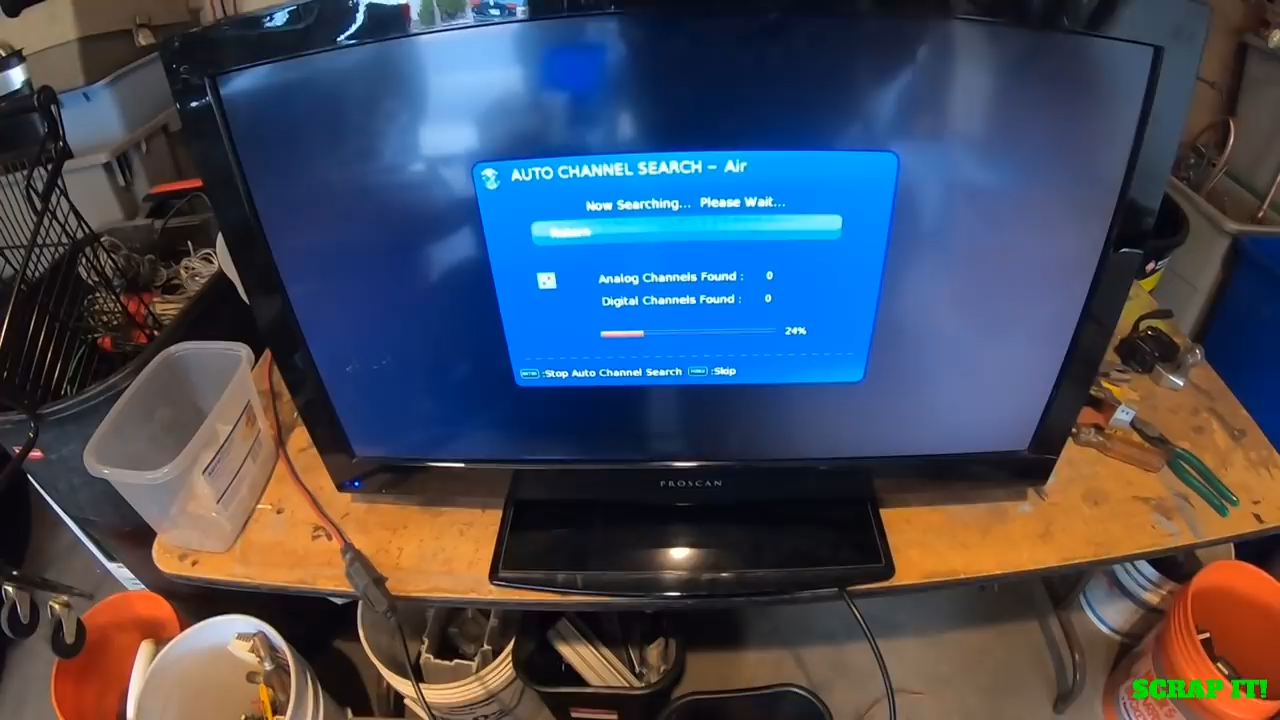 AUTO CHANNEL SEARCH – Air
Now Searching... Please Wait...
Analog Channels Found : 0
Digital Channels Found : 0
24%
:Stop Auto Channel Search :Skip
PROSCAN
SCRAP IT!